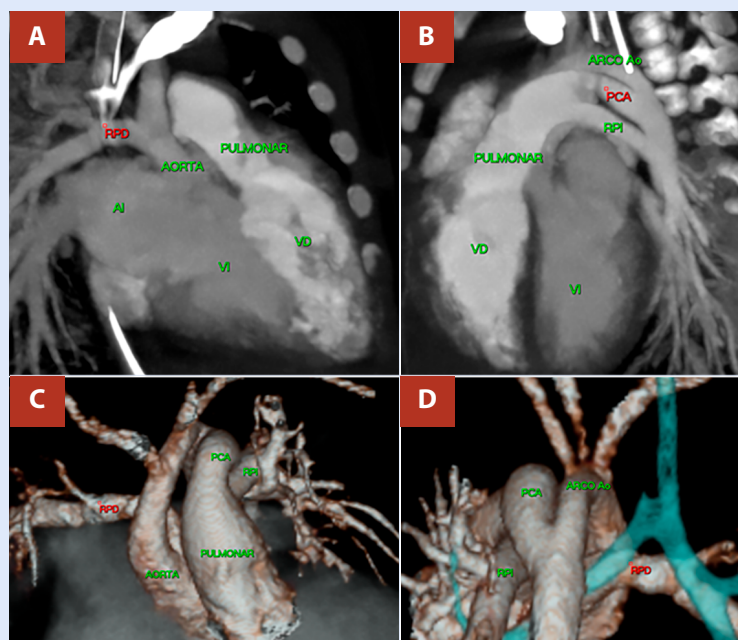 A
RPD
PULMONAR
AORTA
AI
VD
VI
B
ARCO Ao
PCA
RPI
PULMONAR
VD
VI
C
PCA
RPI
RPD
PULMONAR
AORTA
D
PCA
ARCO Ao
RPI
RPD